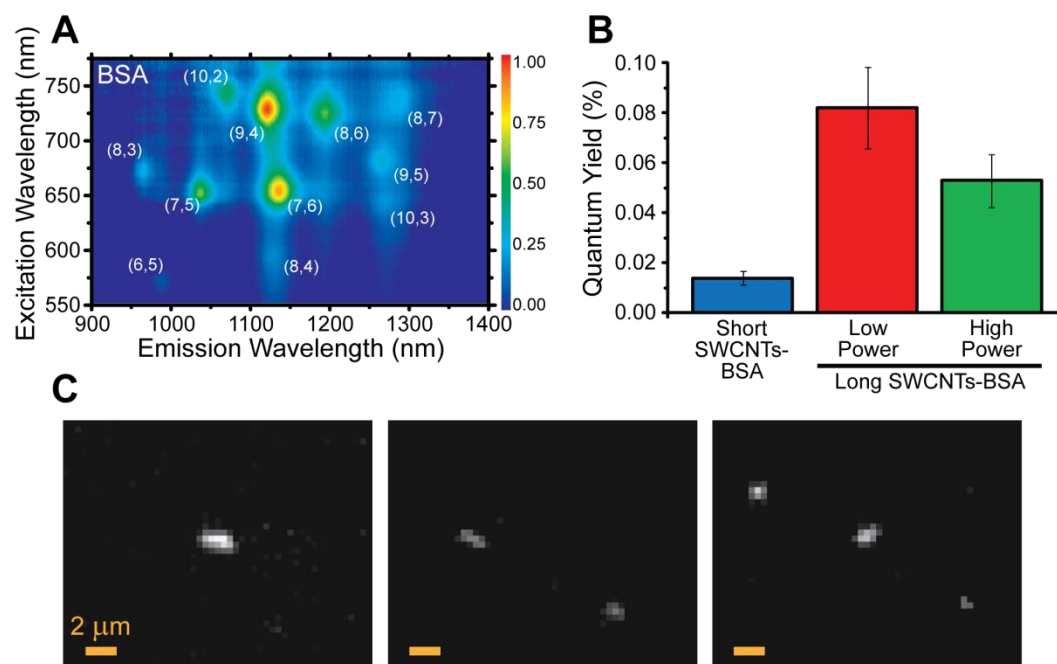 A
BSA
Excitation Wavelength (nm)
750
700
650
600
550
(10,2)
(9,4)
(8,6)
(8,7)
(8,3)
(9,5)
(7,5)
(7,6)
(10,3)
(6,5)
(8,4)
1.00
0.75
0.50
0.25
0.00
900 1000 1100 1200 1300 1400
Emission Wavelength (nm)
B
Quantum Yield (%)
0.10
0.08
0.06
0.04
0.02
0.00
Short
SWCNTs-
BSA
Low
Power
High
Power
Long SWCNTs-BSA
C
2 μm